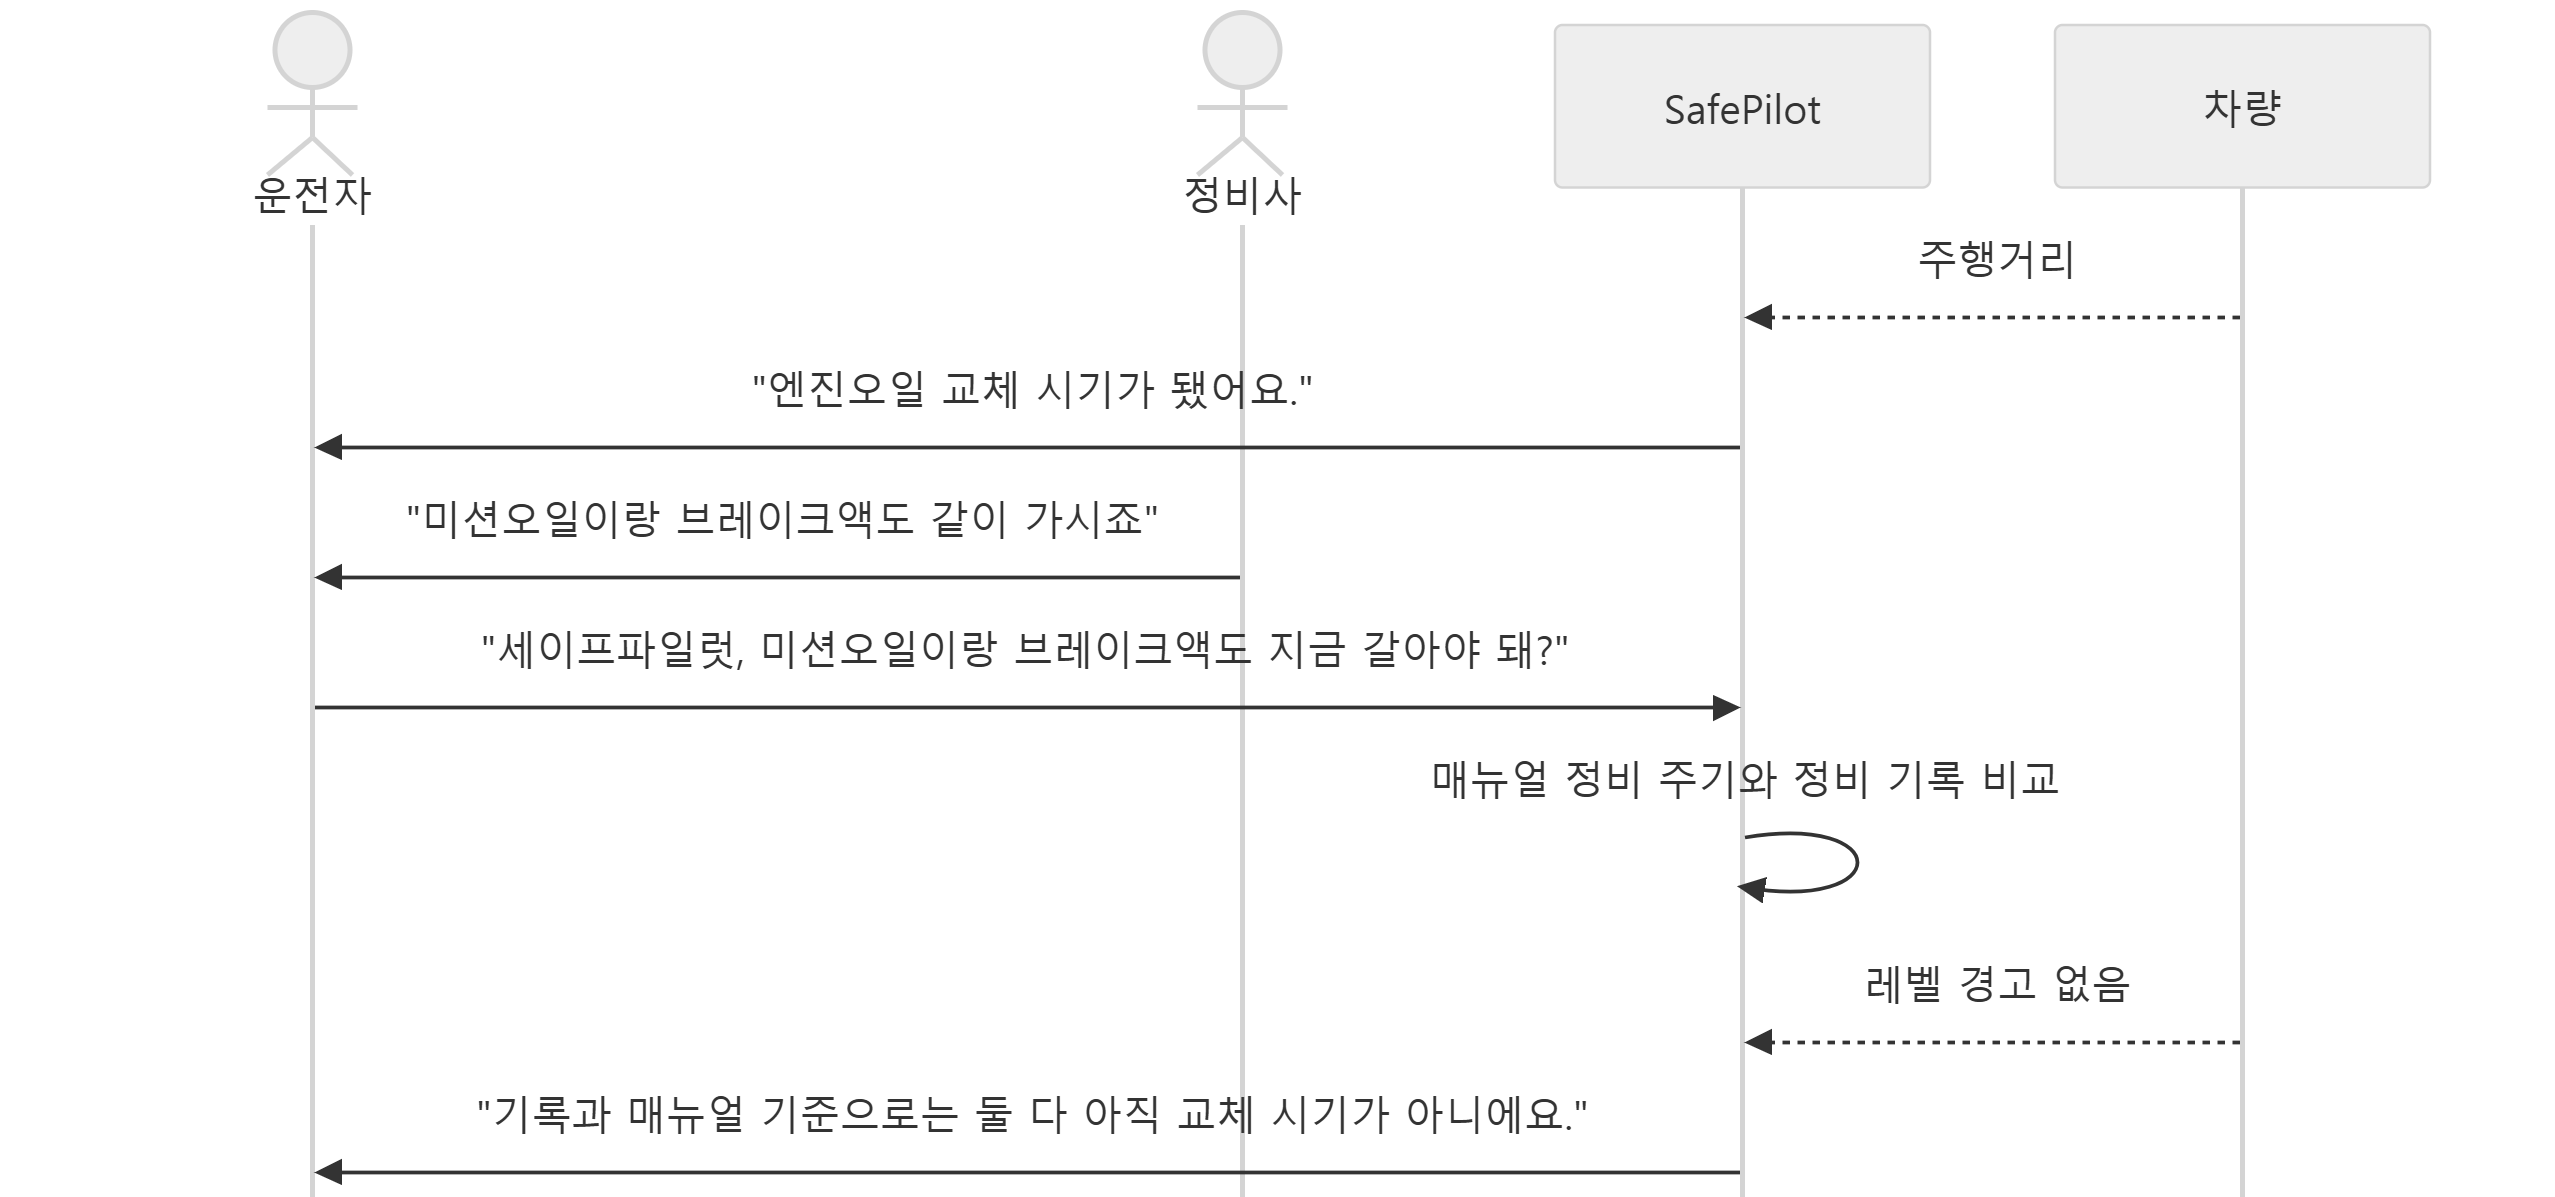 운전자
정비사
SafePilot
차량
주행거리
"엔진오일 교체 시기가 됐어요."
"미션오일이랑 브레이크액도 같이 가시죠"
"세이프파일럿, 미션오일이랑 브레이크액도 지금 갈아야 돼?"
매뉴얼 정비 주기와 정비 기록 비교
레벨 경고 없음
"기록과 매뉴얼 기준으로는 둘 다 아직 교체 시기가 아니에요."